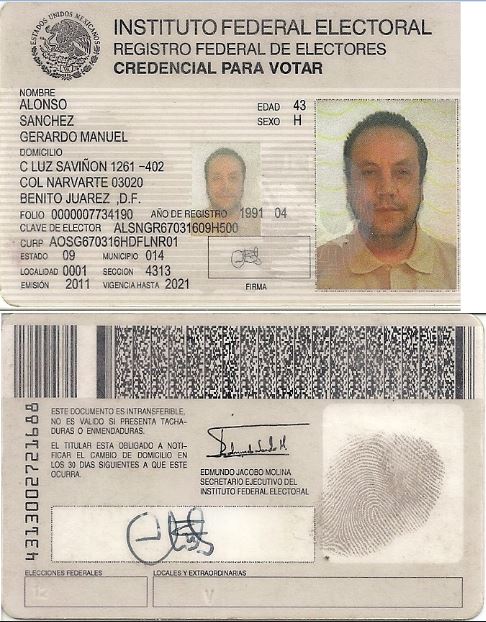 ESTADOS UNIDOS MEXICANOS
INSTITUTO FEDERAL ELECTORAL
REGISTRO FEDERAL DE ELECTORES
CREDENCIAL PARA VOTAR
NOMBRE
ALONSO
SANCHEZ
GERARDO MANUEL
EDAD 43
SEXO H
DOMICILIO
C LUZ SAVIÑON 1261 -402
COL NARVARTE 03020
BENITO JUAREZ ,D.F.
FOLIO 0000007734190 AÑO DE REGISTRO 1991 04
CLAVE DE ELECTOR ALSNGR67031609H500
CURP AOSG670316HDFLNR01
ESTADO 09 MUNICIPIO 014
LOCALIDAD 0001 SECCION 4313
EMISIÓN 2011 VIGENCIA HASTA 2021
FIRMA
ESTE DOCUMENTO ES INTRANSFERIBLE,
NO ES VALIDO SI PRESENTA TACHA-
DURAS O ENMENDADURAS.
EL TITULAR ESTA OBLIGADO A NOTI-
FICAR EL CAMBIO DE DOMICILIO EN
LOS 30 DIAS SIGUIENTES A QUE ESTE
OCURRA.
EDMUNDO JACOBO MOLINA
SECRETARIO EJECUTIVO DEL
INSTITUTO FEDERAL ELECTORAL
4313002721688
ELECCIONES FEDERALES
12
LOCALES Y EXTRAORDINARIAS
V